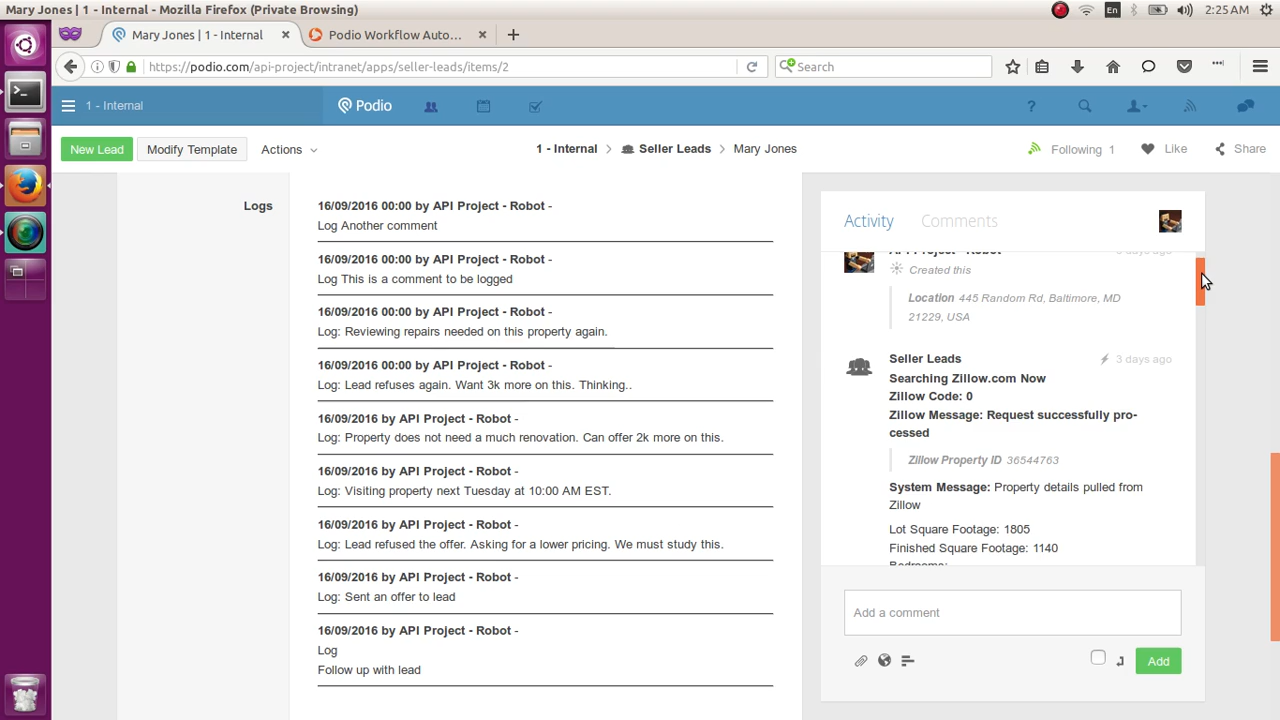 Mary Jones | 1 - Internal - Mozilla Firefox (Private Browsing)
En
2:25 AM
Mary Jones | 1 - Internal
Podio Workflow Auto...
https://podio.com/api-project/intranet/apps/seller-leads/items/2
Search
1 - Internal
Podio
?
New Lead
Modify Template
Actions
1 - Internal
Seller Leads
Mary Jones
Following 1
Like
Share
Logs
16/09/2016 00:00 by API Project - Robot -
Log Another comment
16/09/2016 00:00 by API Project - Robot -
Log This is a comment to be logged
16/09/2016 00:00 by API Project - Robot -
Log: Reviewing repairs needed on this property again.
16/09/2016 00:00 by API Project - Robot -
Log: Lead refuses again. Want 3k more on this. Thinking..
16/09/2016 by API Project - Robot -
Log: Property does not need a much renovation. Can offer 2k more on this.
16/09/2016 by API Project - Robot -
Log: Visiting property next Tuesday at 10:00 AM EST.
16/09/2016 by API Project - Robot -
Log: Lead refused the offer. Asking for a lower pricing. We must study this.
16/09/2016 by API Project - Robot -
Log: Sent an offer to lead
16/09/2016 by API Project - Robot -
Log
Follow up with lead
Activity
Comments
API Project - Robot
3 days ago
Created this
Location 445 Random Rd, Baltimore, MD
21229, USA
Seller Leads
3 days ago
Searching Zillow.com Now
Zillow Code: 0
Zillow Message: Request successfully pro-
cessed
Zillow Property ID 36544763
System Message: Property details pulled from
Zillow
Lot Square Footage: 1805
Finished Square Footage: 1140
Bedrooms:
Add a comment
Add